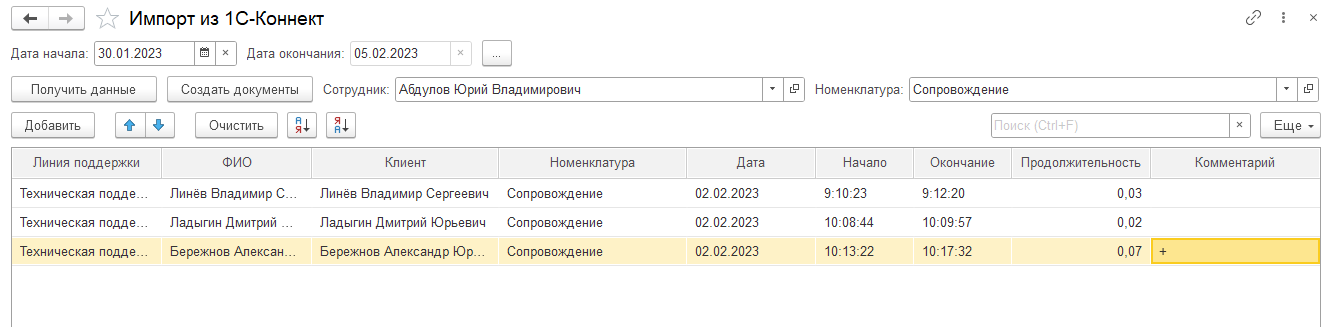 Импорт из 1С-Коннект
Дата начала: 30.01.2023 Дата окончания: 05.02.2023 ...
Получить данные Создать документы Сотрудник: Абдулов Юрий Владимирович Номенклатура: Сопровождение
Добавить Очистить А Я Я А Поиск (Ctrl+F) × Еще
Линия поддержки ФИО Клиент Номенклатура Дата Начало Окончание Продолжительность Комментарий
Техническая подде... Линёв Владимир С... Линёв Владимир Сергеевич Сопровождение 02.02.2023 9:10:23 9:12:20 0,03
Техническая подде... Ладыгин Дмитрий ... Ладыгин Дмитрий Юрьевич Сопровождение 02.02.2023 10:08:44 10:09:57 0,02
Техническая подде... Бережнов Алексан... Бережнов Александр Юр... Сопровождение 02.02.2023 10:13:22 10:17:32 0,07 +